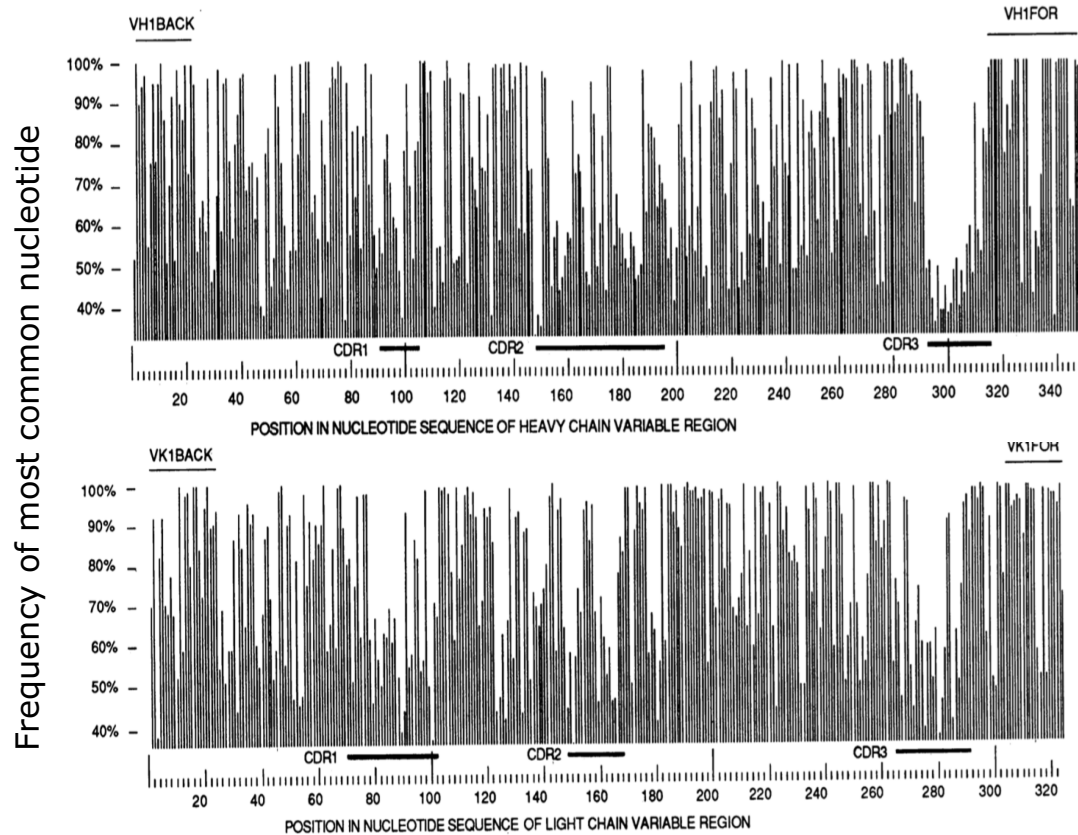 VH1BACK
VH1FOR
Frequency of most common nucleotide
100%
90%
80%
70%
60%
50%
40%
CDR1
CDR2
CDR3
20 40 60 80 100 120 140 160 180 200 220 240 260 280 300 320 340
POSITION IN NUCLEOTIDE SEQUENCE OF HEAVY CHAIN VARIABLE REGION
VK1BACK
VK1FOR
100%
90%
80%
70%
60%
50%
40%
CDR1
CDR2
CDR3
20 40 60 80 100 120 140 160 180 200 220 240 260 280 300 320
POSITION IN NUCLEOTIDE SEQUENCE OF LIGHT CHAIN VARIABLE REGION